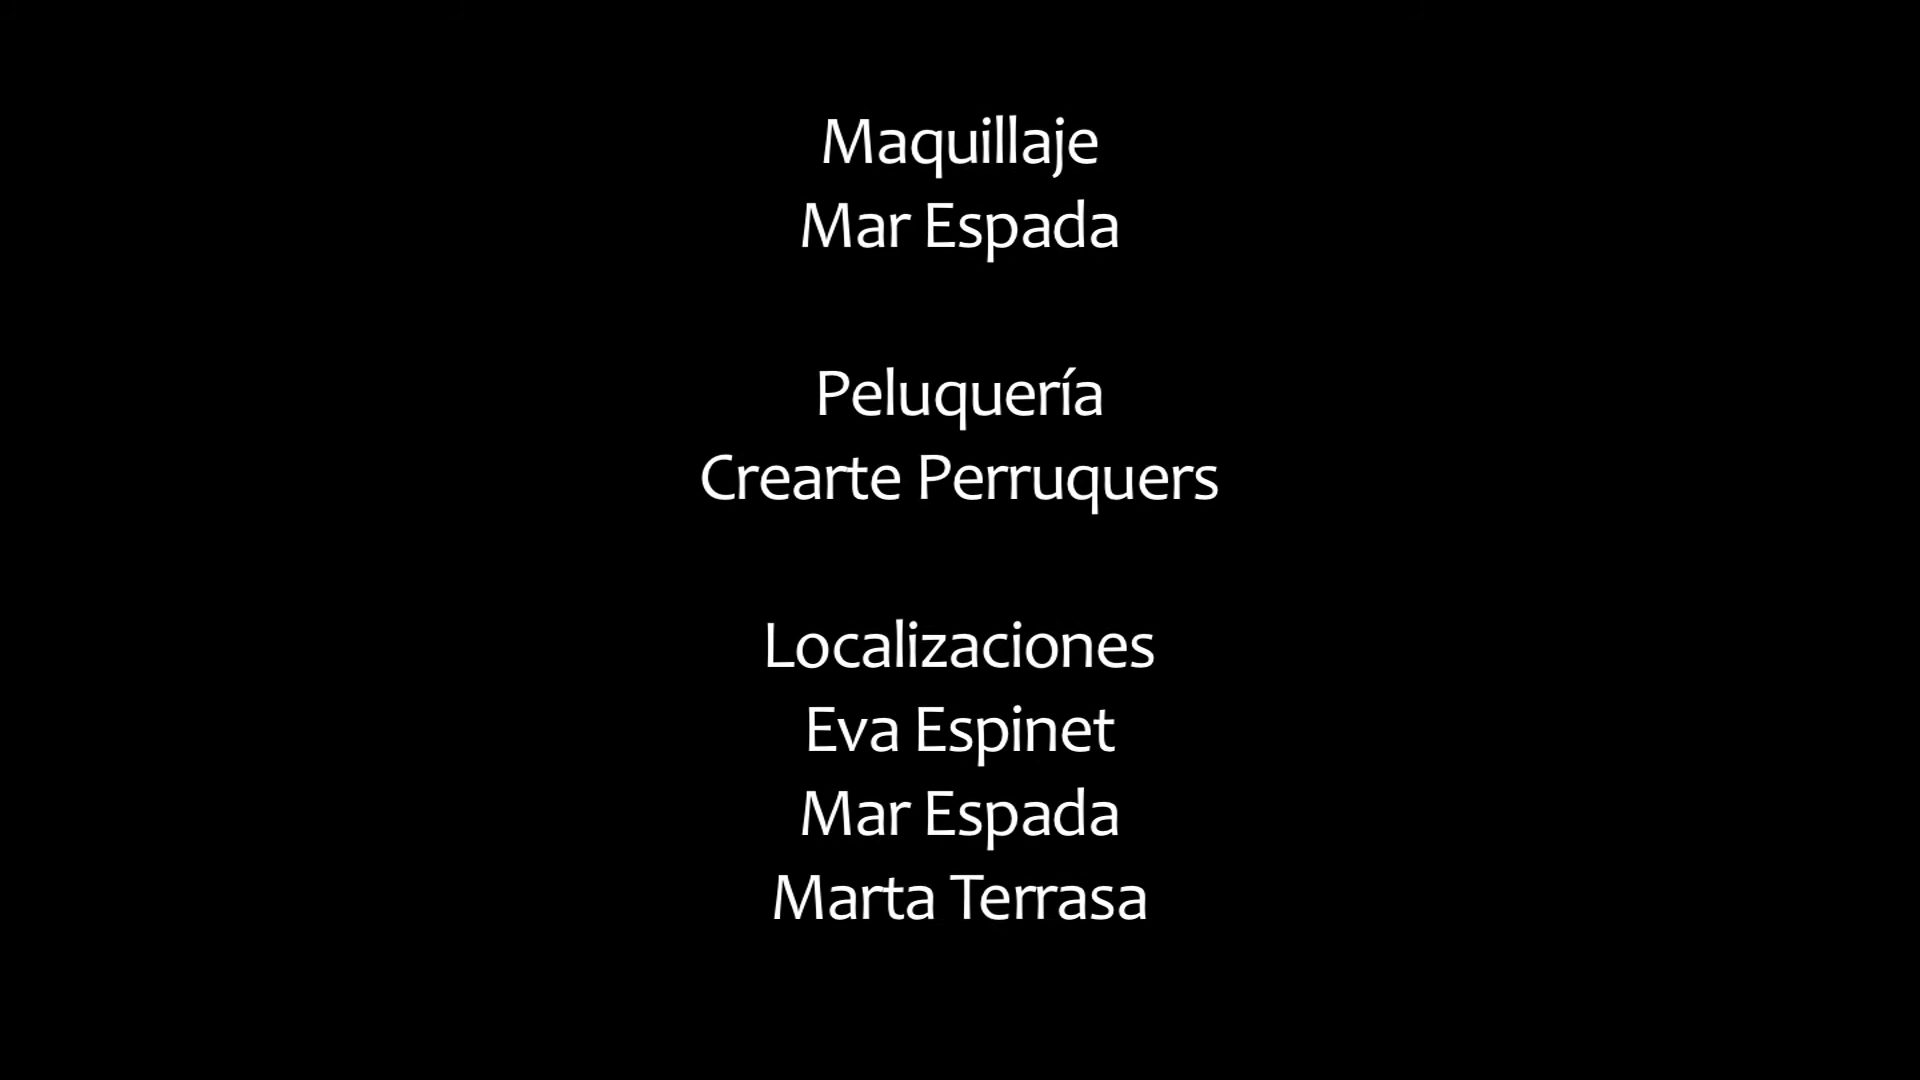 Maquillaje
Mar Espada
Peluquería
Crearte Perruquers
Localizaciones
Eva Espinet
Mar Espada
Marta Terrasa